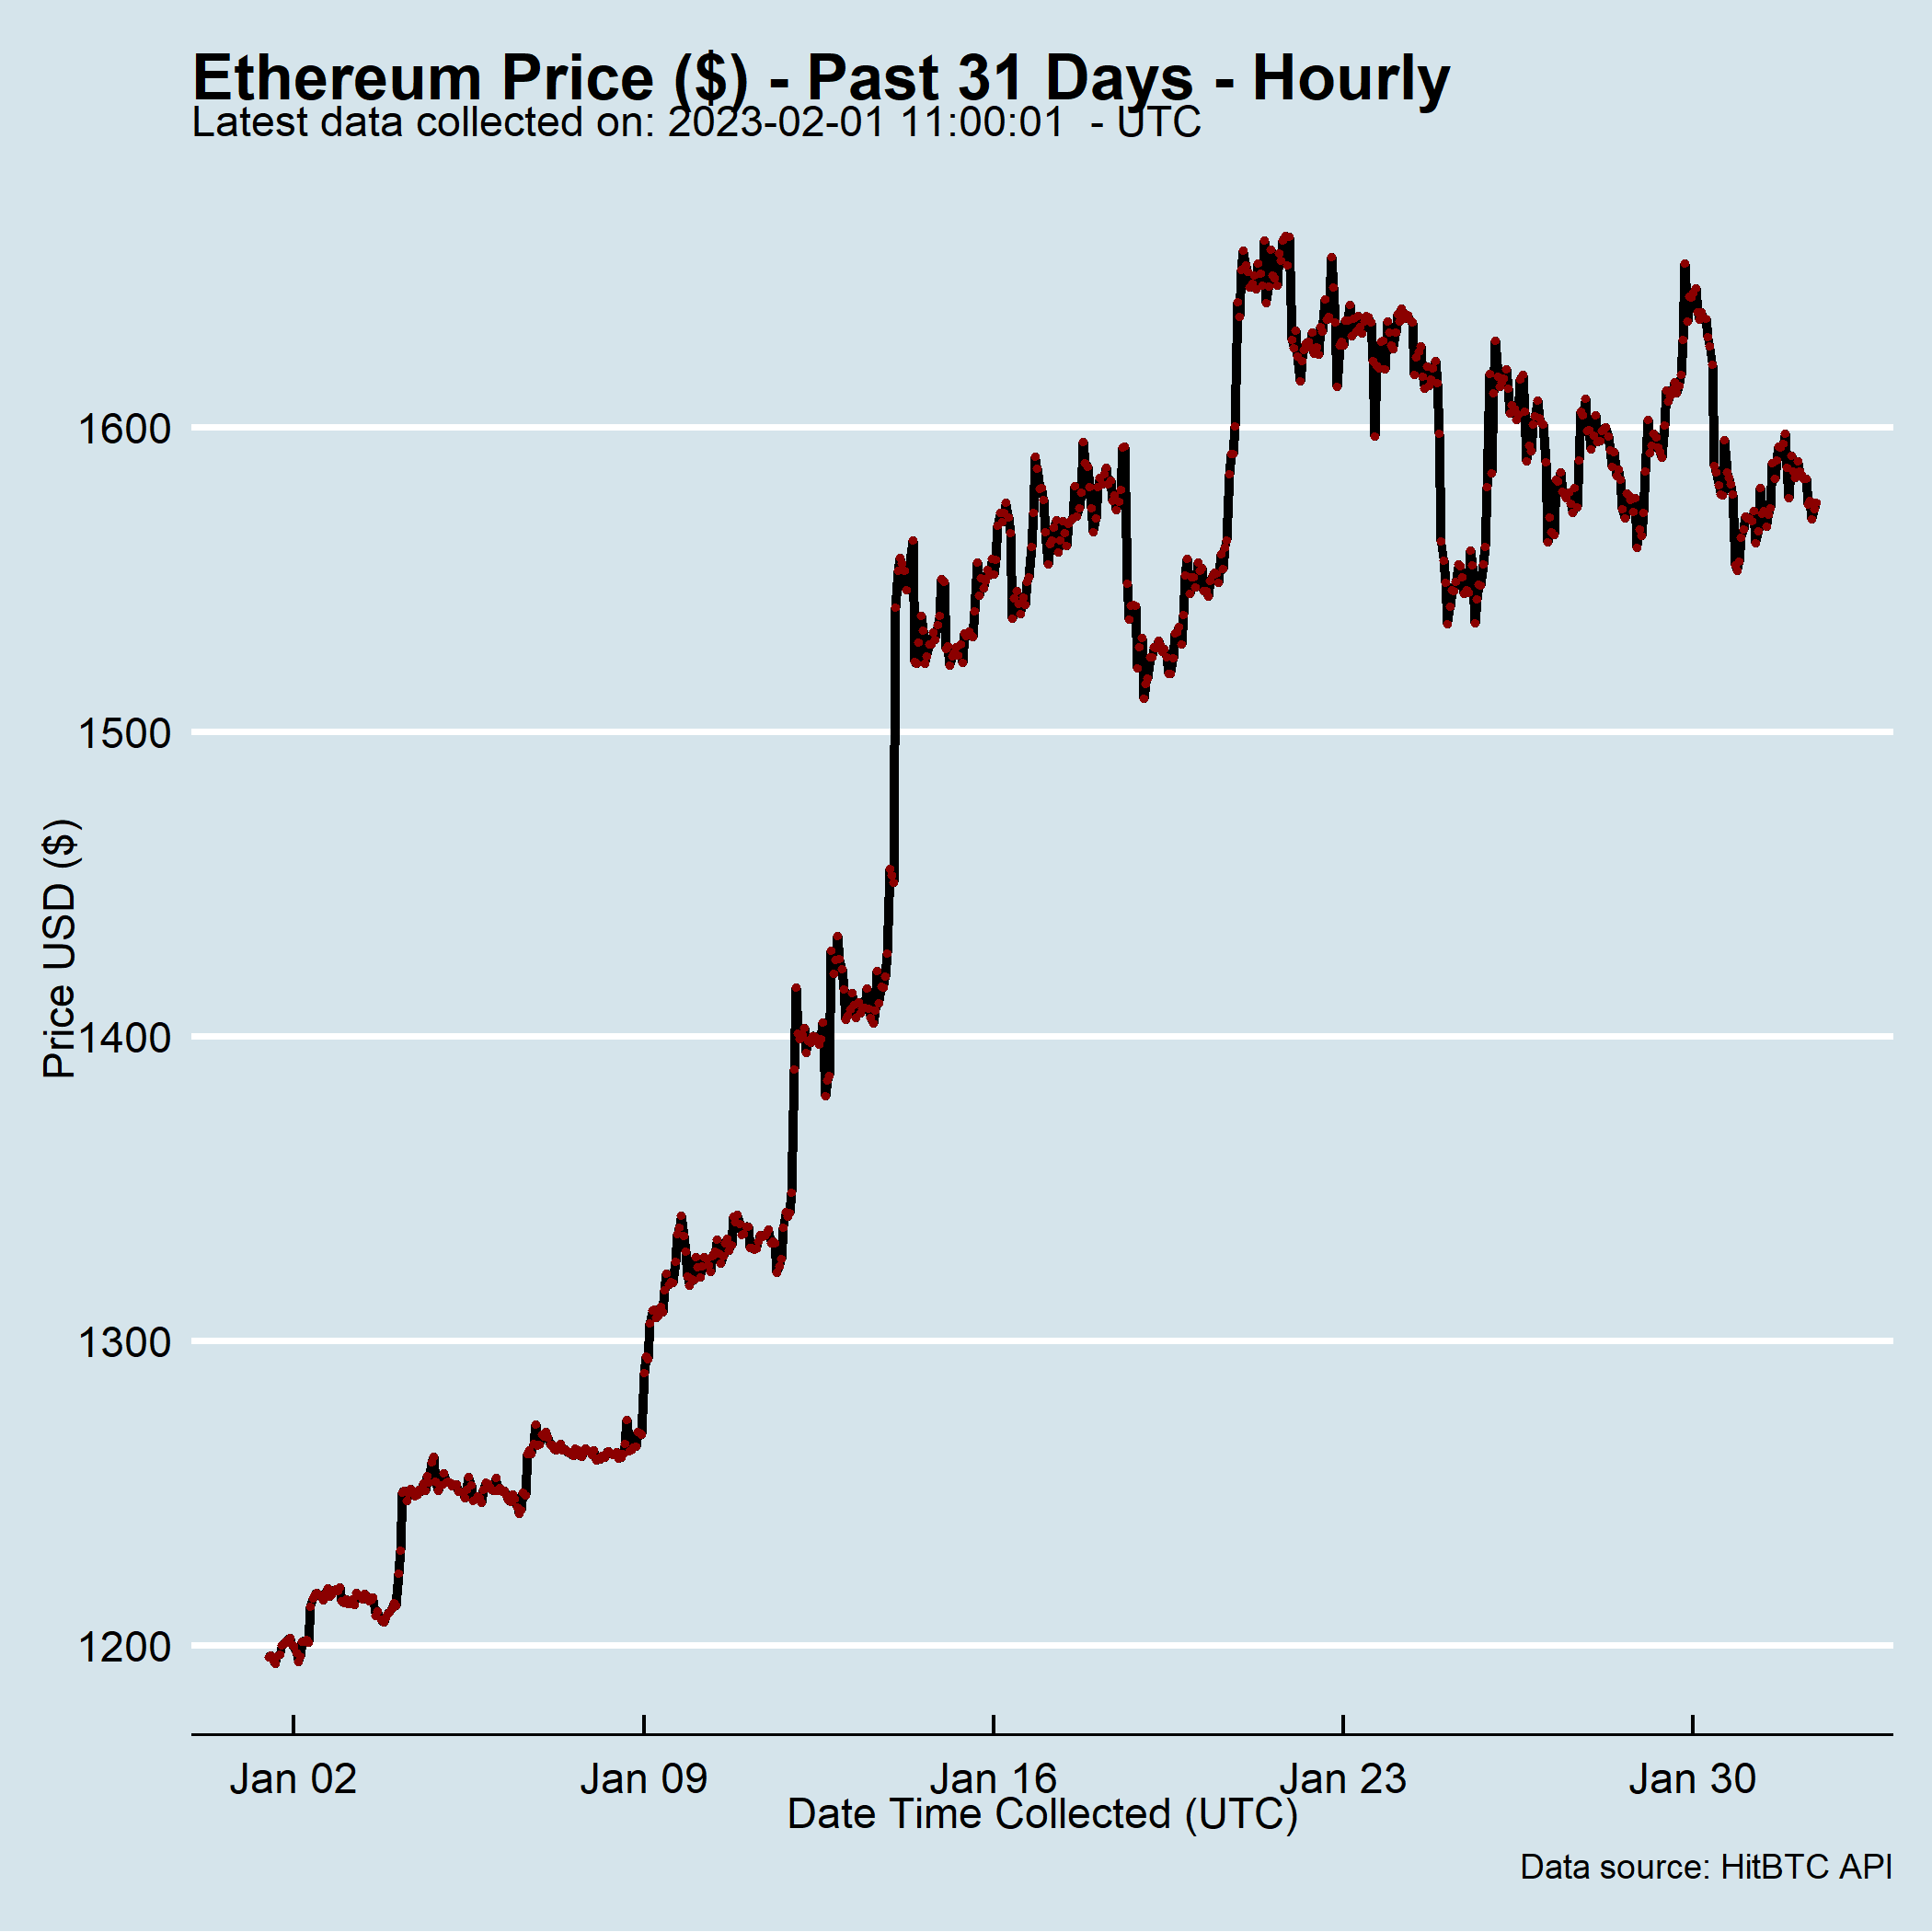 Ethereum Price ($) - Past 31 Days - Hourly
Latest data collected on: 2023-02-01 11:00:01  - UTC
Price USD ($)
1600
1500
1400
1300
1200
Jan 02 Jan 09 Jan 16 Jan 23 Jan 30
Date Time Collected (UTC)
Data source: HitBTC API